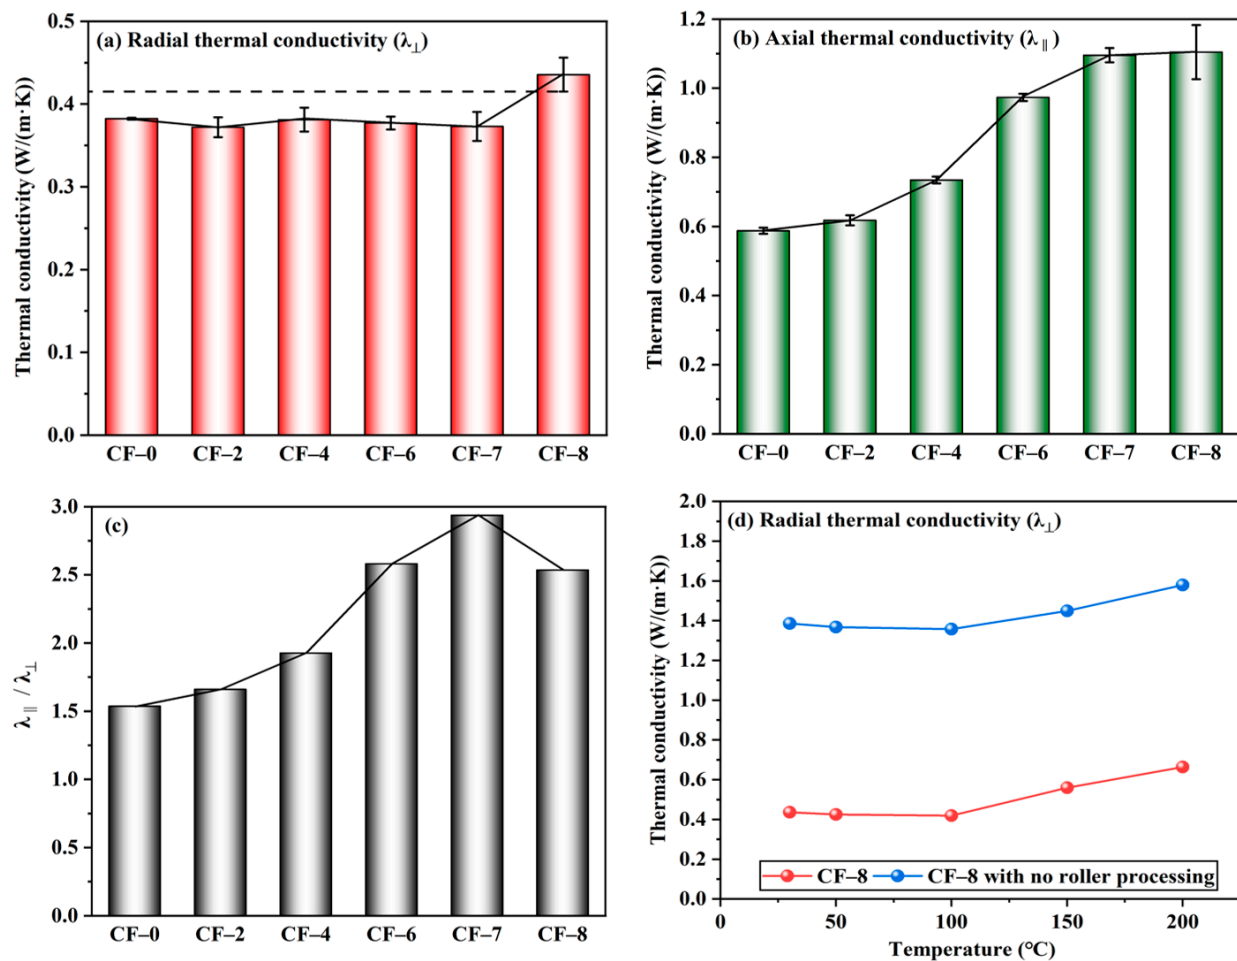 (a) Radial thermal conductivity (λ⊥)
Thermal conductivity (W/(m·K))
0.5
0.4
0.3
0.2
0.1
0.0
CF–0 CF–2 CF–4 CF–6 CF–7 CF–8
(b) Axial thermal conductivity (λ∥)
Thermal conductivity (W/(m·K))
1.2
1.0
0.8
0.6
0.4
0.2
0.0
CF–0 CF–2 CF–4 CF–6 CF–7 CF–8
(c)
λ∥ / λ⊥
3.0
2.5
2.0
1.5
1.0
0.5
0.0
CF–0 CF–2 CF–4 CF–6 CF–7 CF–8
(d) Radial thermal conductivity (λ⊥)
Thermal conductivity (W/(m·K))
2.0
1.8
1.6
1.4
1.2
1.0
0.8
0.6
0.4
0.2
0.0
CF–8 CF–8 with no roller processing
0 50 100 150 200
Temperature (°C)